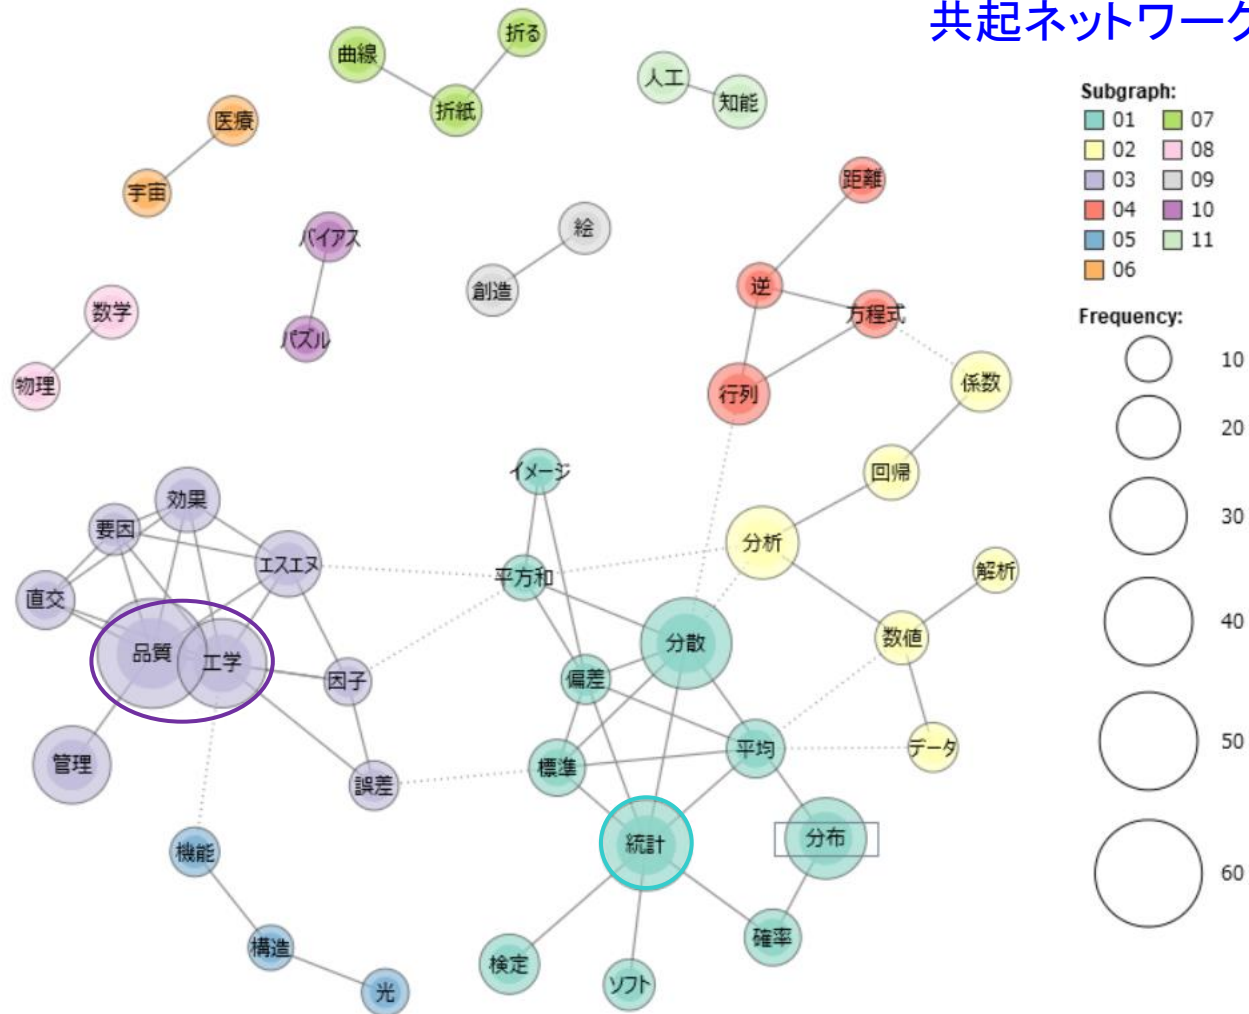 共起ネットワーク
折る
曲線
折紙
人工
知能
医療
宇宙
距離
バイアス
絵
逆
創造
数学
方程式
パズル
物理
係数
行列
イメージ
回帰
効果
要因
分析
エスエヌ
平方和
解析
直交
分散
数値
品質
工学
偏差
因子
平均
データ
管理
標準
誤差
統計
分布
機能
確率
構造
検定
ソフト
光
Subgraph:
01 07
02 08
03 09
04 10
05 11
06
Frequency:
10
20
30
40
50
60